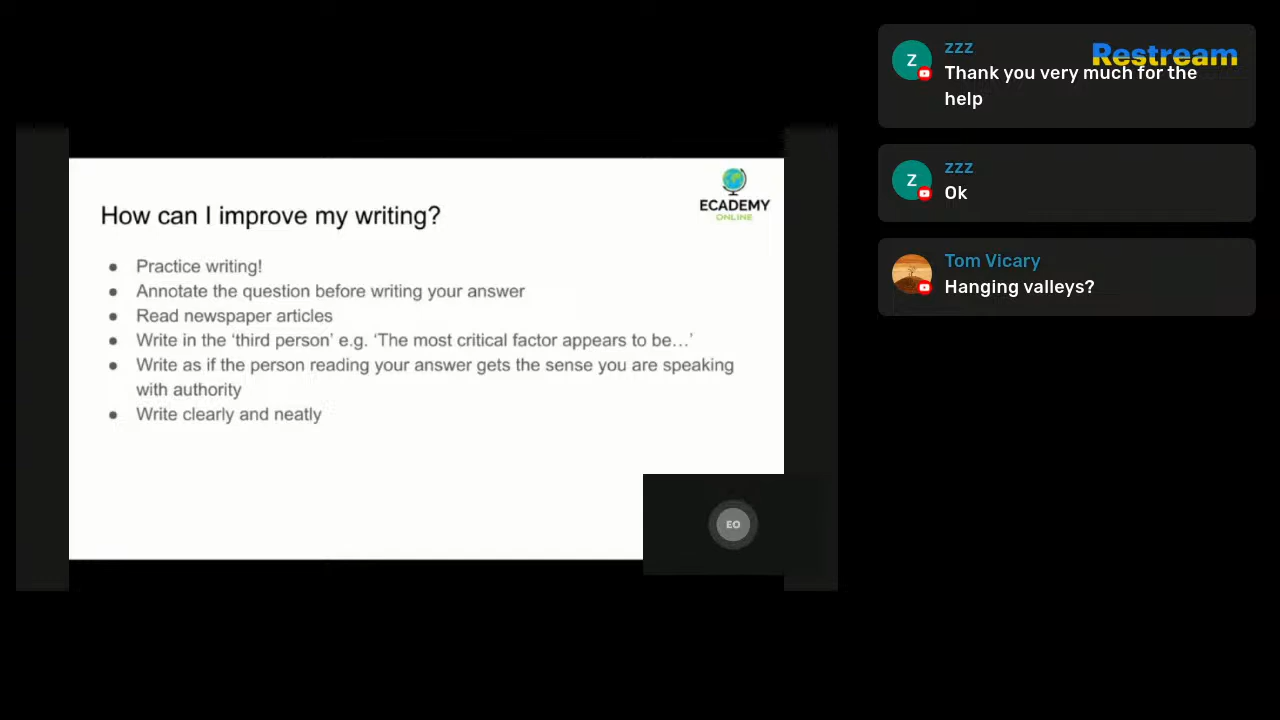 How can I improve my writing?
ECADEMY
ONLINE
● Practice writing!
● Annotate the question before writing your answer
● Read newspaper articles
● Write in the ‘third person’ e.g. ‘The most critical factor appears to be…’
● Write as if the person reading your answer gets the sense you are speaking
with authority
● Write clearly and neatly
EO
Restream
Z
zzz
Thank you very much for the
help
Z
zzz
Ok
Tom Vicary
Hanging valleys?